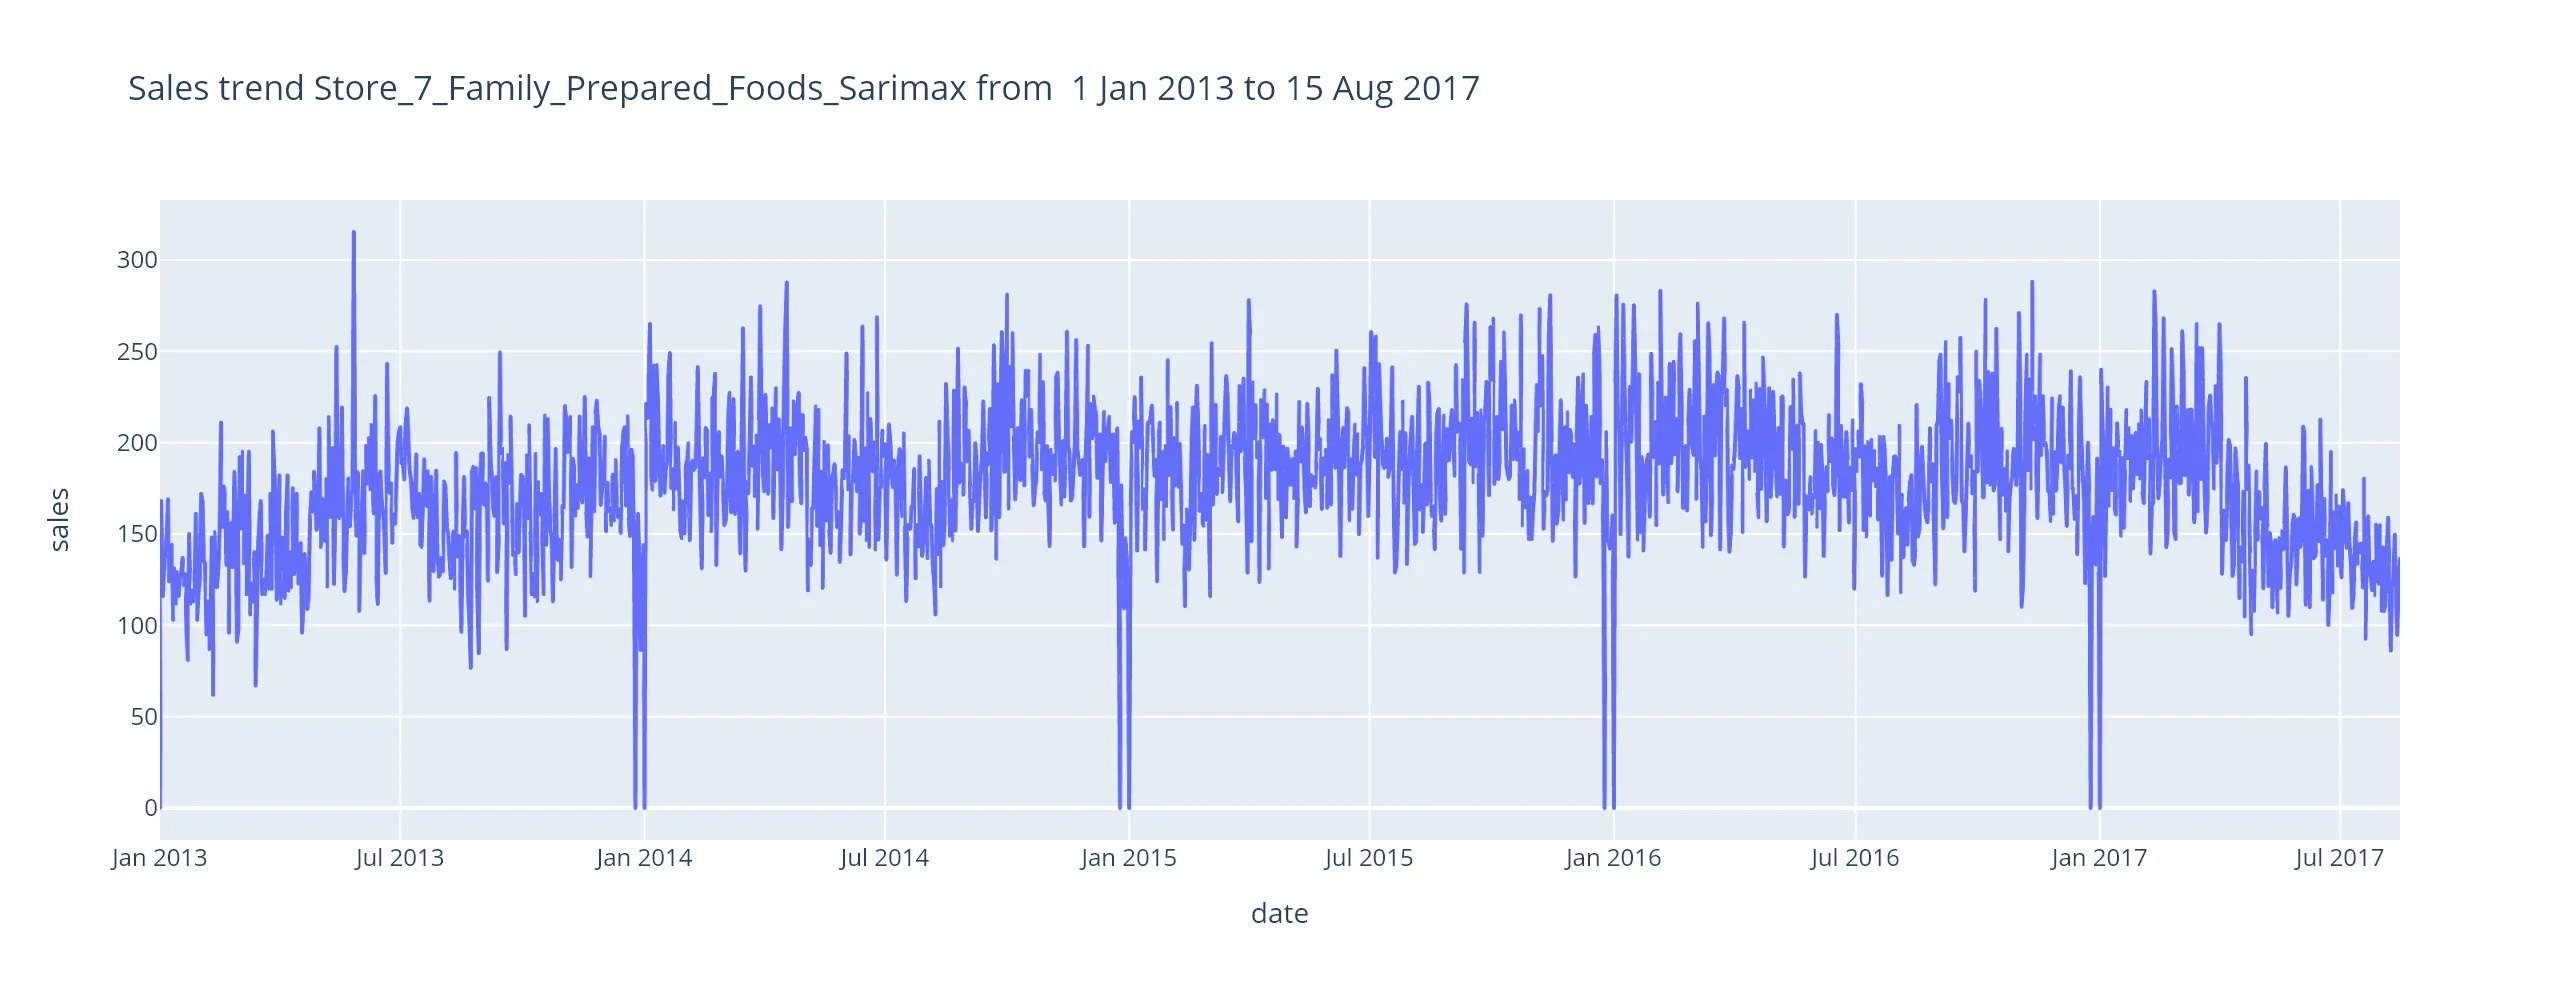 Sales trend Store_7_Family_Prepared_Foods_Sarimax from  1 Jan 2013 to 15 Aug 2017
300
250
200
150
100
50
0
sales
Jan 2013 Jul 2013 Jan 2014 Jul 2014 Jan 2015 Jul 2015 Jan 2016 Jul 2016 Jan 2017 Jul 2017
date